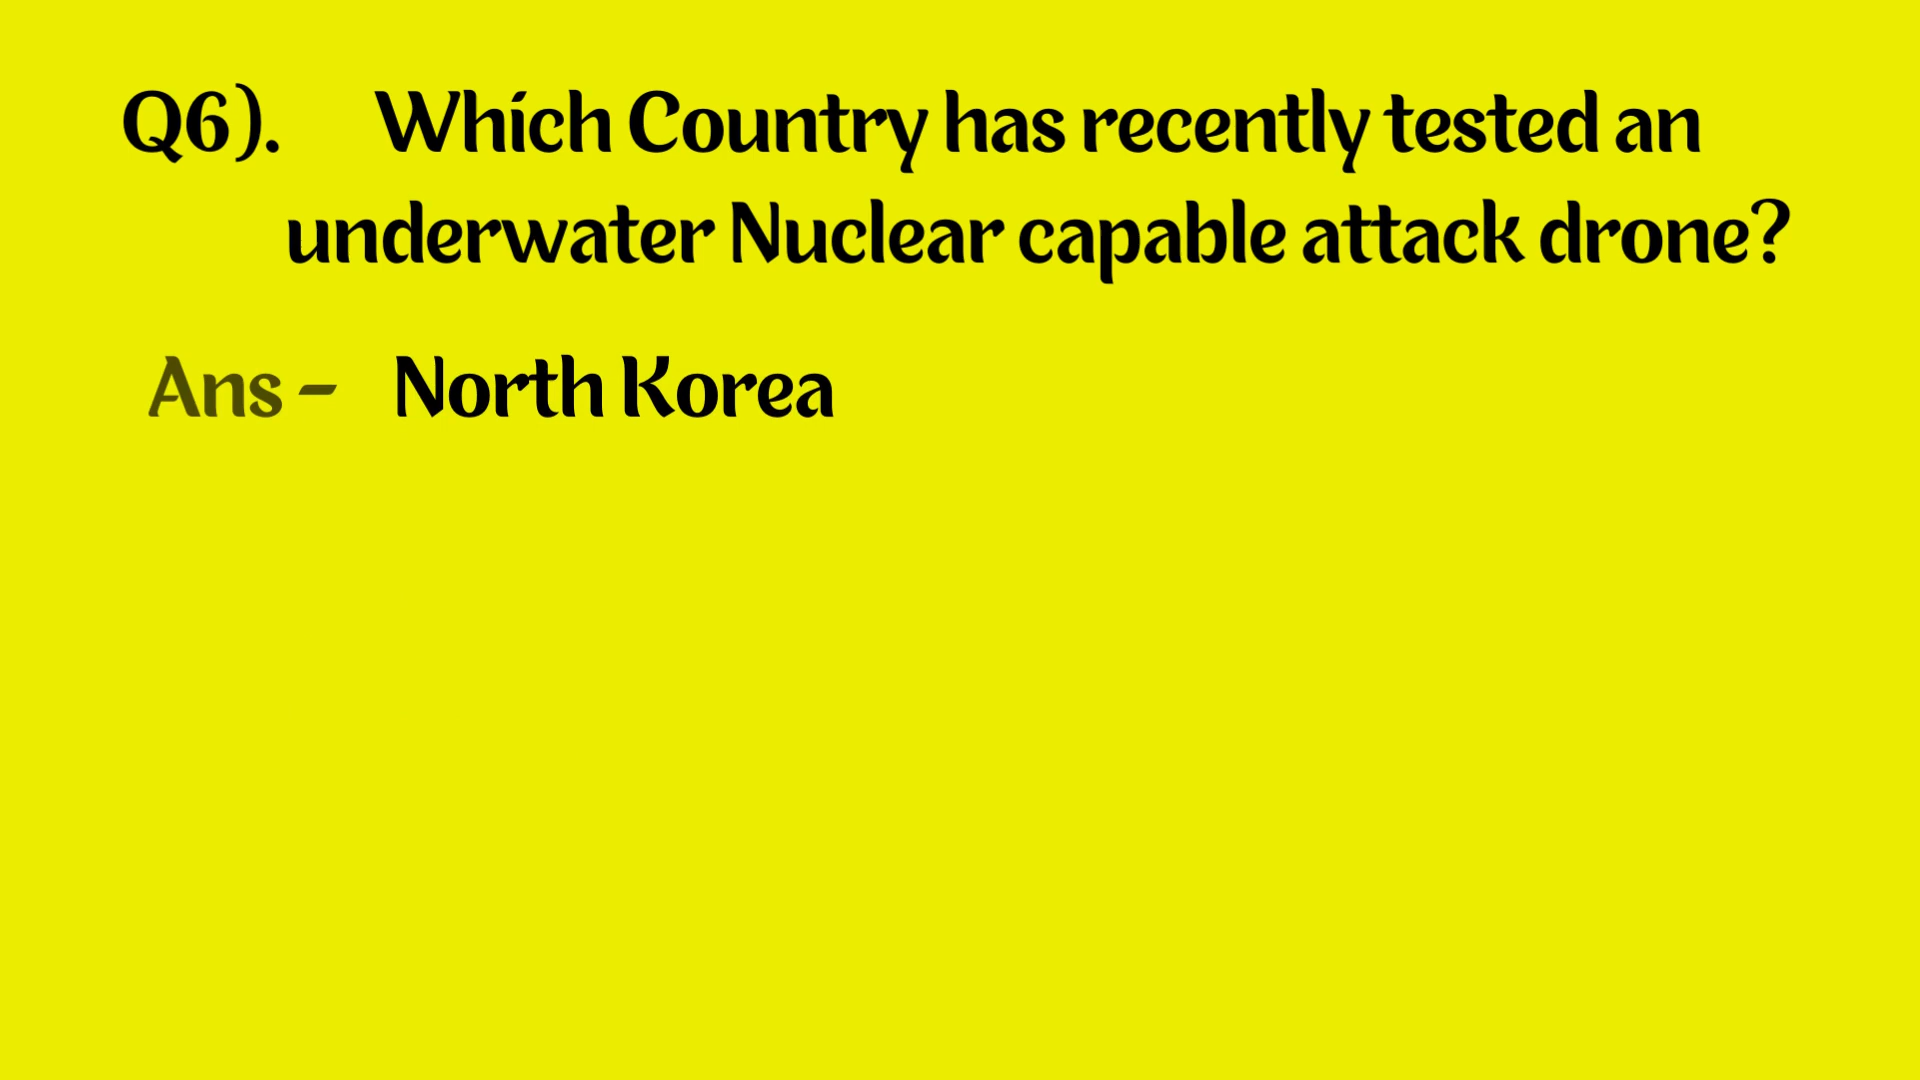 Q6). Which Country has recently tested an
underwater Nuclear capable attack drone?
Ans - North Korea